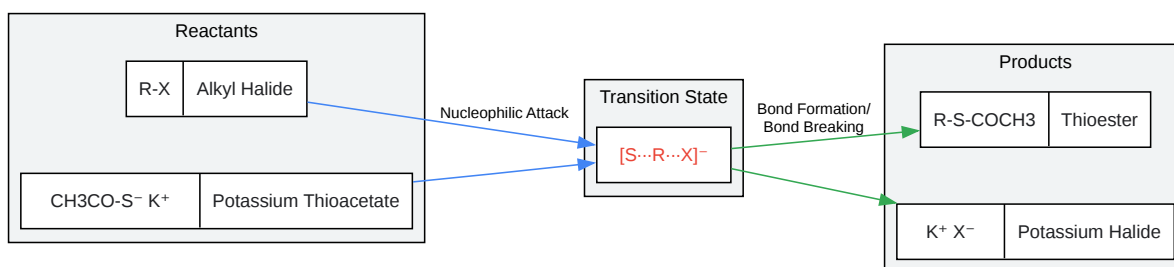 Reactants
R-X
Alkyl Halide
CH3CO-S⁻ K⁺
Potassium Thioacetate
Nucleophilic Attack
Transition State
[S···R···X]⁻
Bond Formation/
Bond Breaking
Products
R-S-COCH3
Thioester
K⁺ X⁻
Potassium Halide